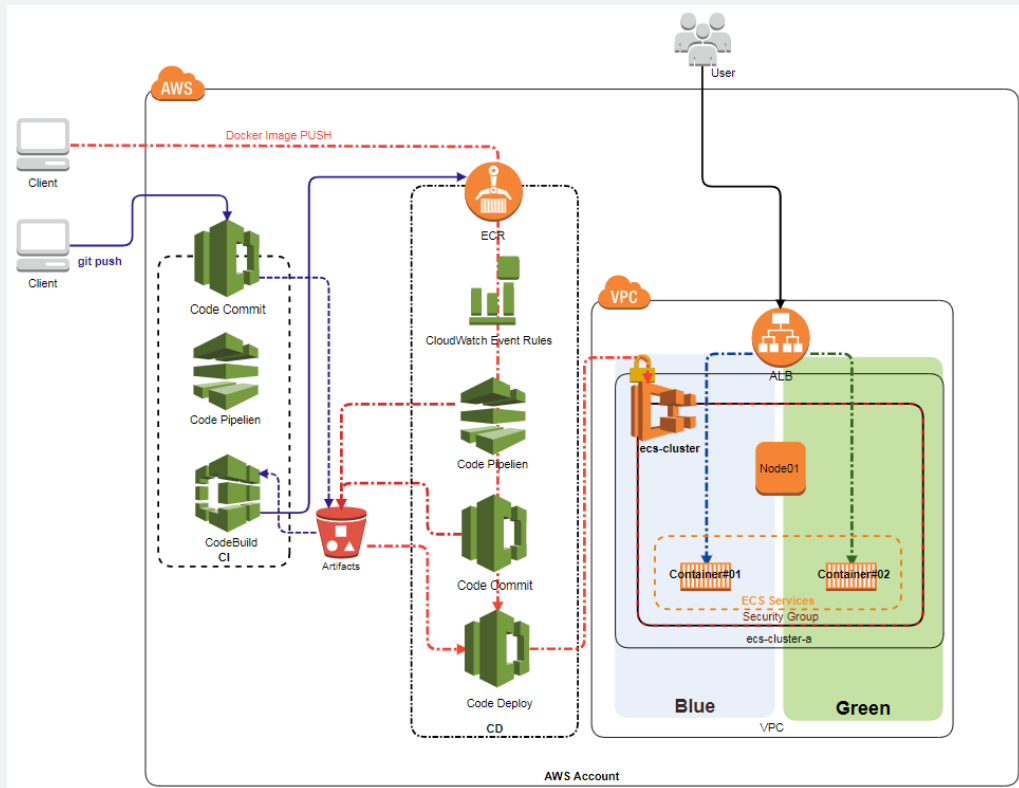 User
AWS
Docker Image PUSH
Client
ECR
git push
Client
Code Commit
VPC
CloudWatch Event Rules
ALB
Code Pipelien
ecs-cluster
Code Pipelien
Node01
CodeBuild
CI
Artifacts
Code Commit
Container#01
Container#02
ECS Services
Security Group
ecs-cluster-a
Code Deploy
Blue
Green
CD
VPC
AWS Account